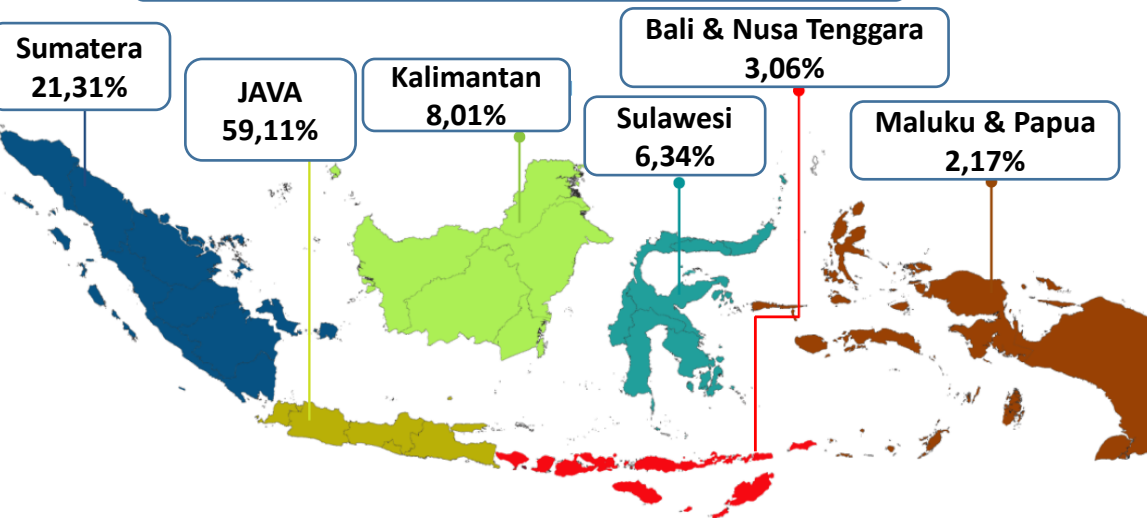 Sumatera
21,31%
JAVA
59,11%
Kalimantan
8,01%
Bali & Nusa Tenggara
3,06%
Sulawesi
6,34%
Maluku & Papua
2,17%